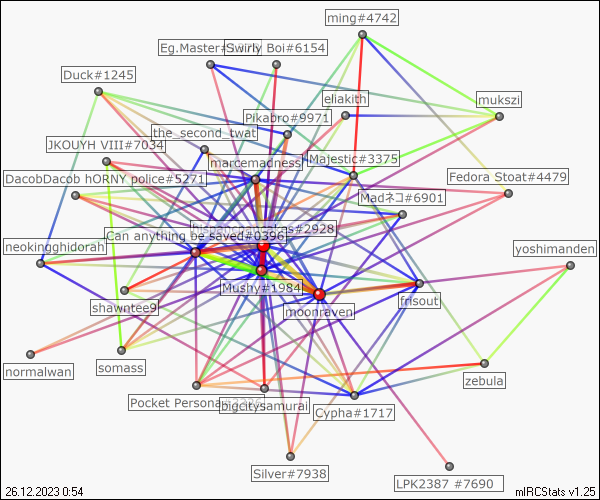 ming#4742
Eg.Master#
Swirly Boi#6154
Duck#1245
eliakith
mukszi
Pikabro#9971
the_second_twat
JKOUYH VIII#7034
marcemadness
Majestic#3375
DacobDacob hORNY police#5271
Fedora Stoat#4479
Madネコ#6901
#2928
Can anything be saved#0396
neokingghidorah
yoshimanden
Mushy#1984
frisout
shawntee9
moonraven
normalwan
somass
zebula
Pocket Persona#
bigcitysamurai
Cypha#1717
Silver#7938
LPK2387 #7690
26.12.2023 0:54
mIRCStats v1.25